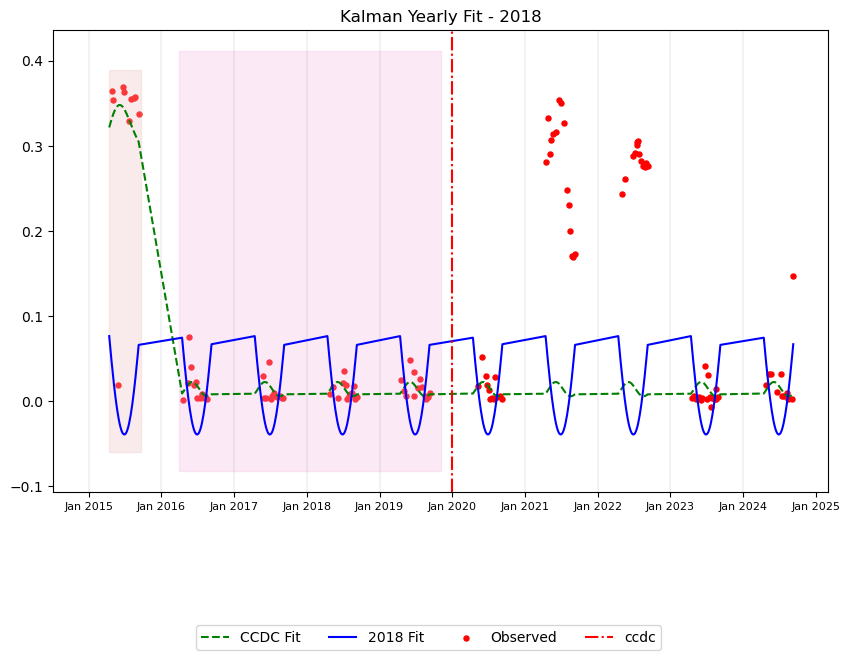 Kalman Yearly Fit - 2018
0.4
0.3
0.2
0.1
0.0
−0.1
Jan 2015 Jan 2016 Jan 2017 Jan 2018 Jan 2019 Jan 2020 Jan 2021 Jan 2022 Jan 2023 Jan 2024 Jan 2025
CCDC Fit 2018 Fit Observed ccdc